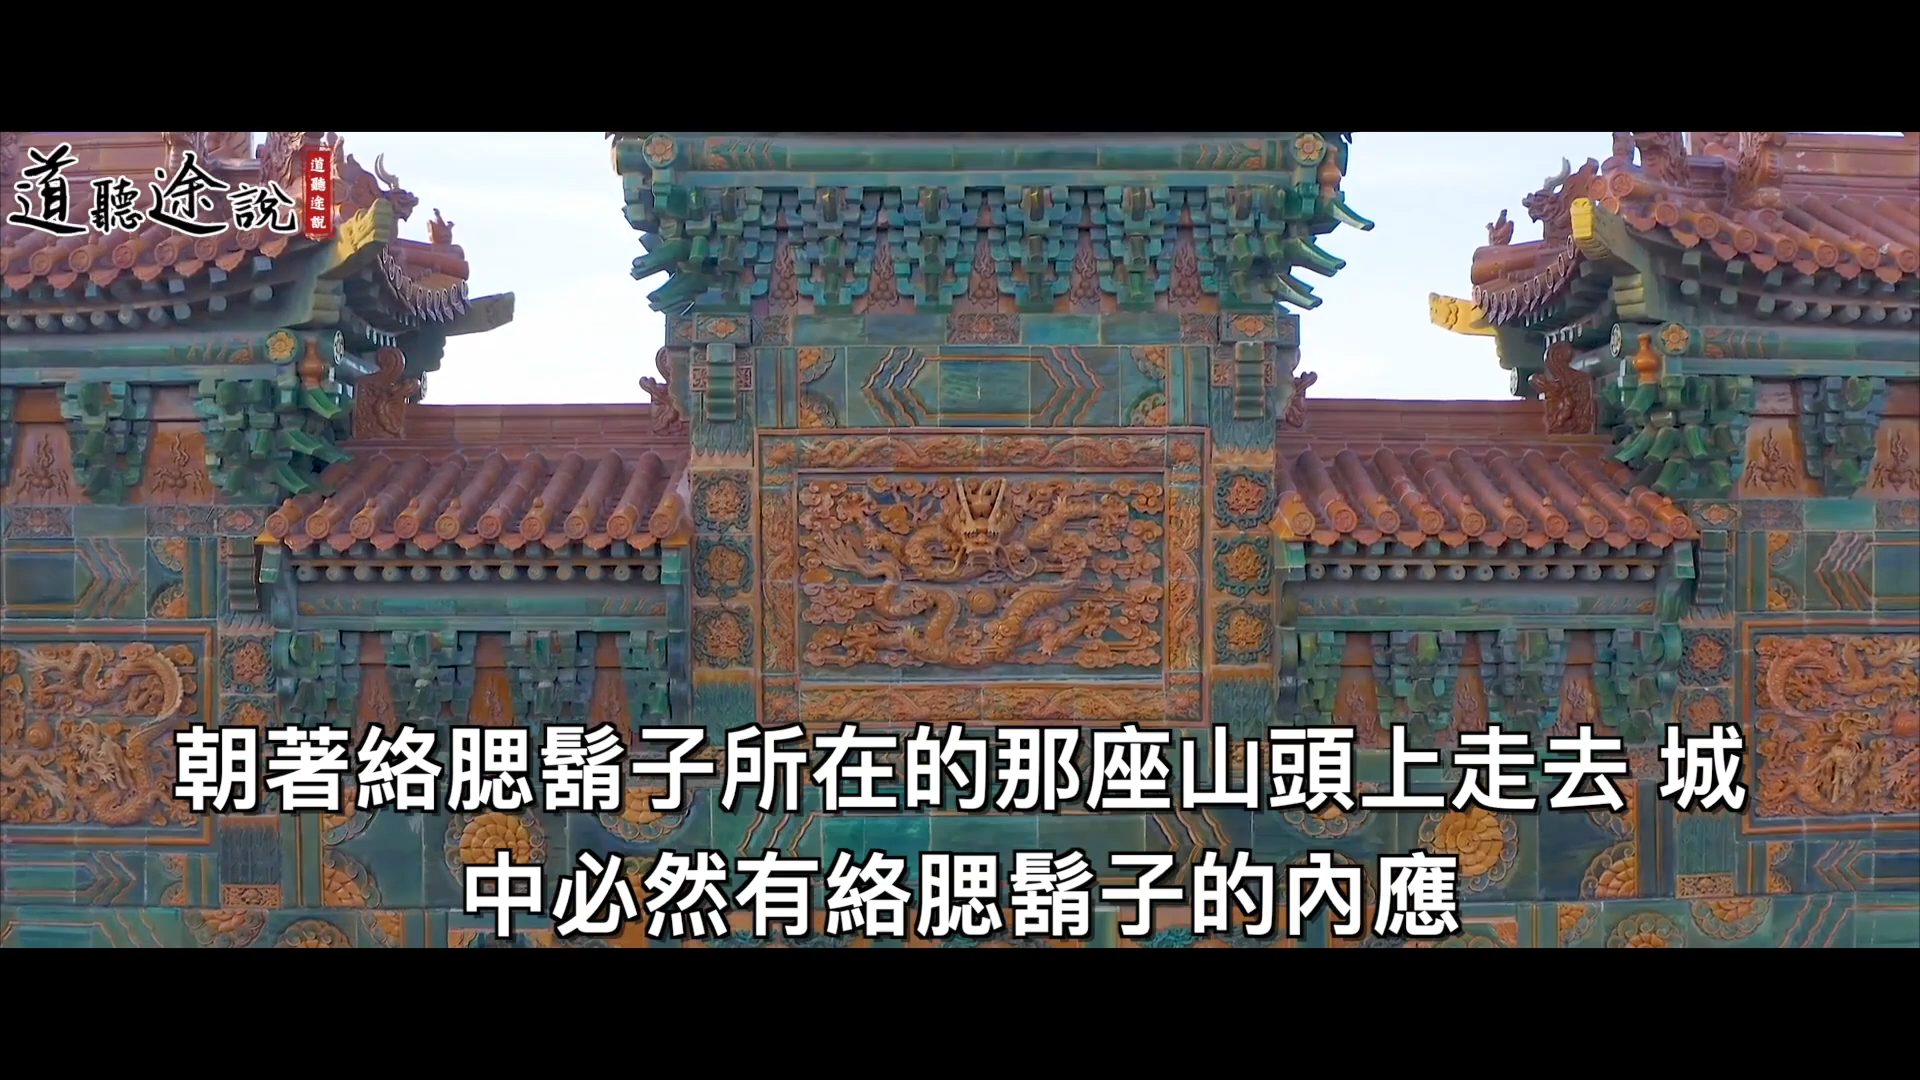 道聽途說
道聽途說
朝著絡腮鬍子所在的那座山頭上走去 城
中必然有絡腮鬍子的內應